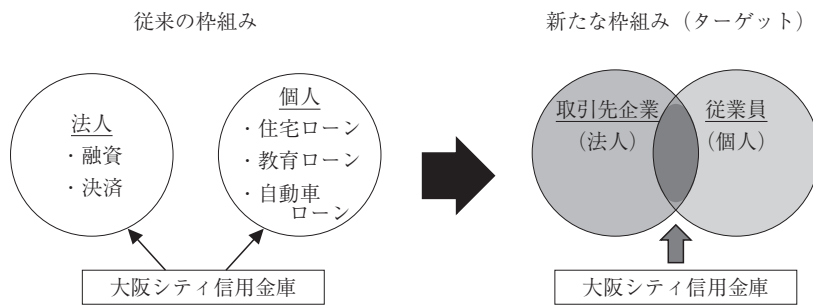 従来の枠組み
新たな枠組み（ターゲット）
法人
・融資
・決済
個人
・住宅ローン
・教育ローン
・自動車
ローン
取引先企業
（法人）
従業員
（個人）
大阪シティ信用金庫
大阪シティ信用金庫